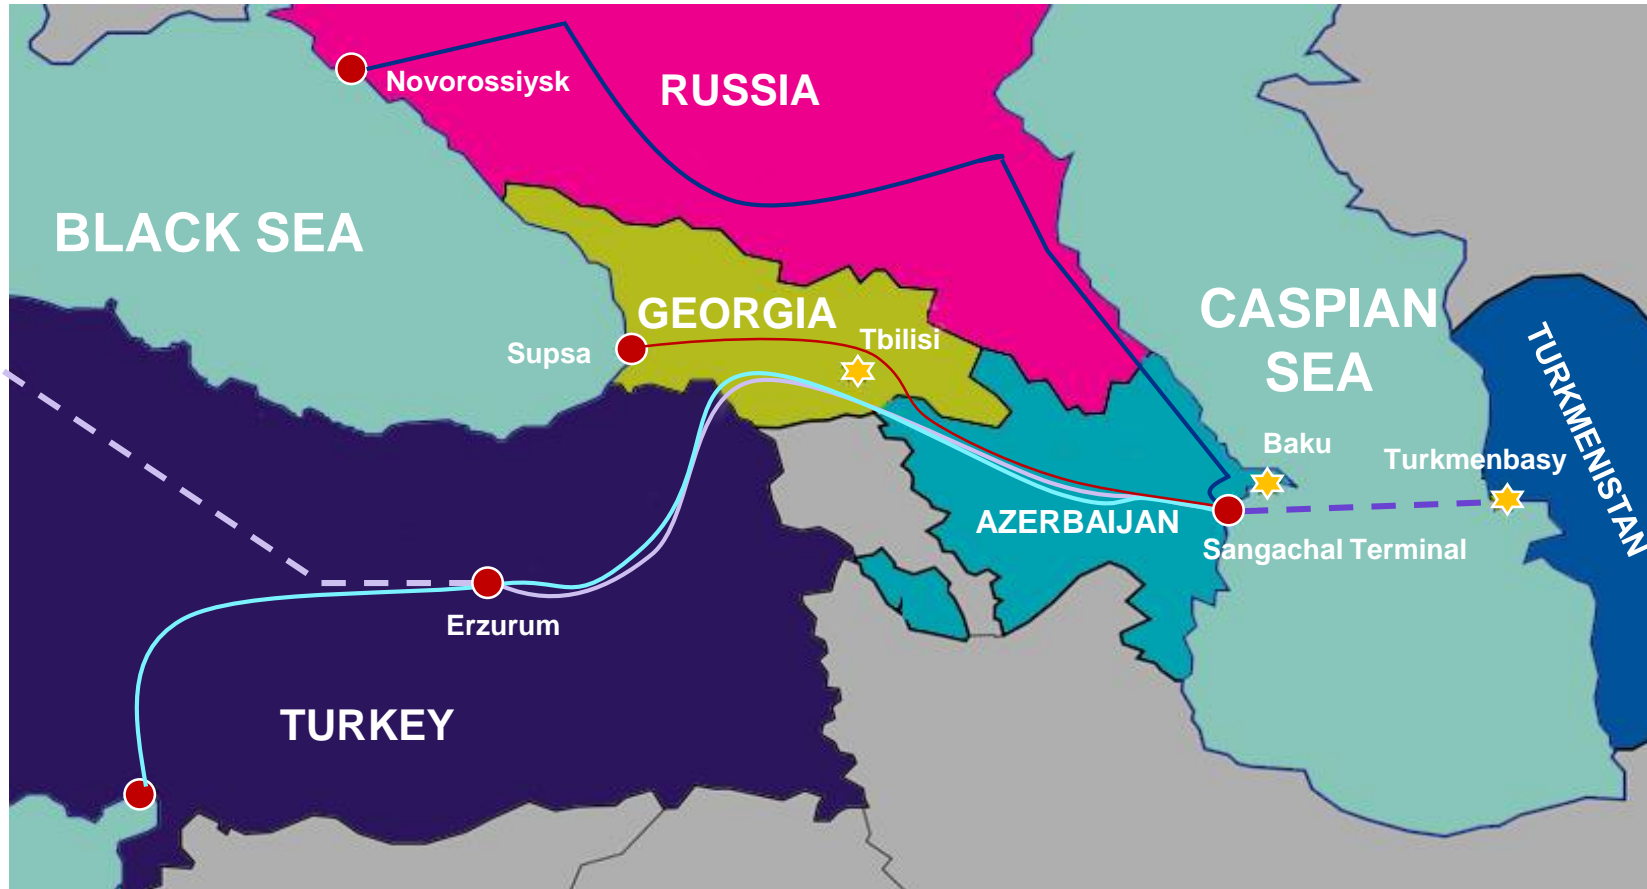 Novorossiysk
RUSSIA
BLACK SEA
GEORGIA
Tbilisi
Supsa
CASPIAN
SEA
TURKMENISTAN
Baku
Turkmenbasy
AZERBAIJAN
Sangachal Terminal
Erzurum
TURKEY